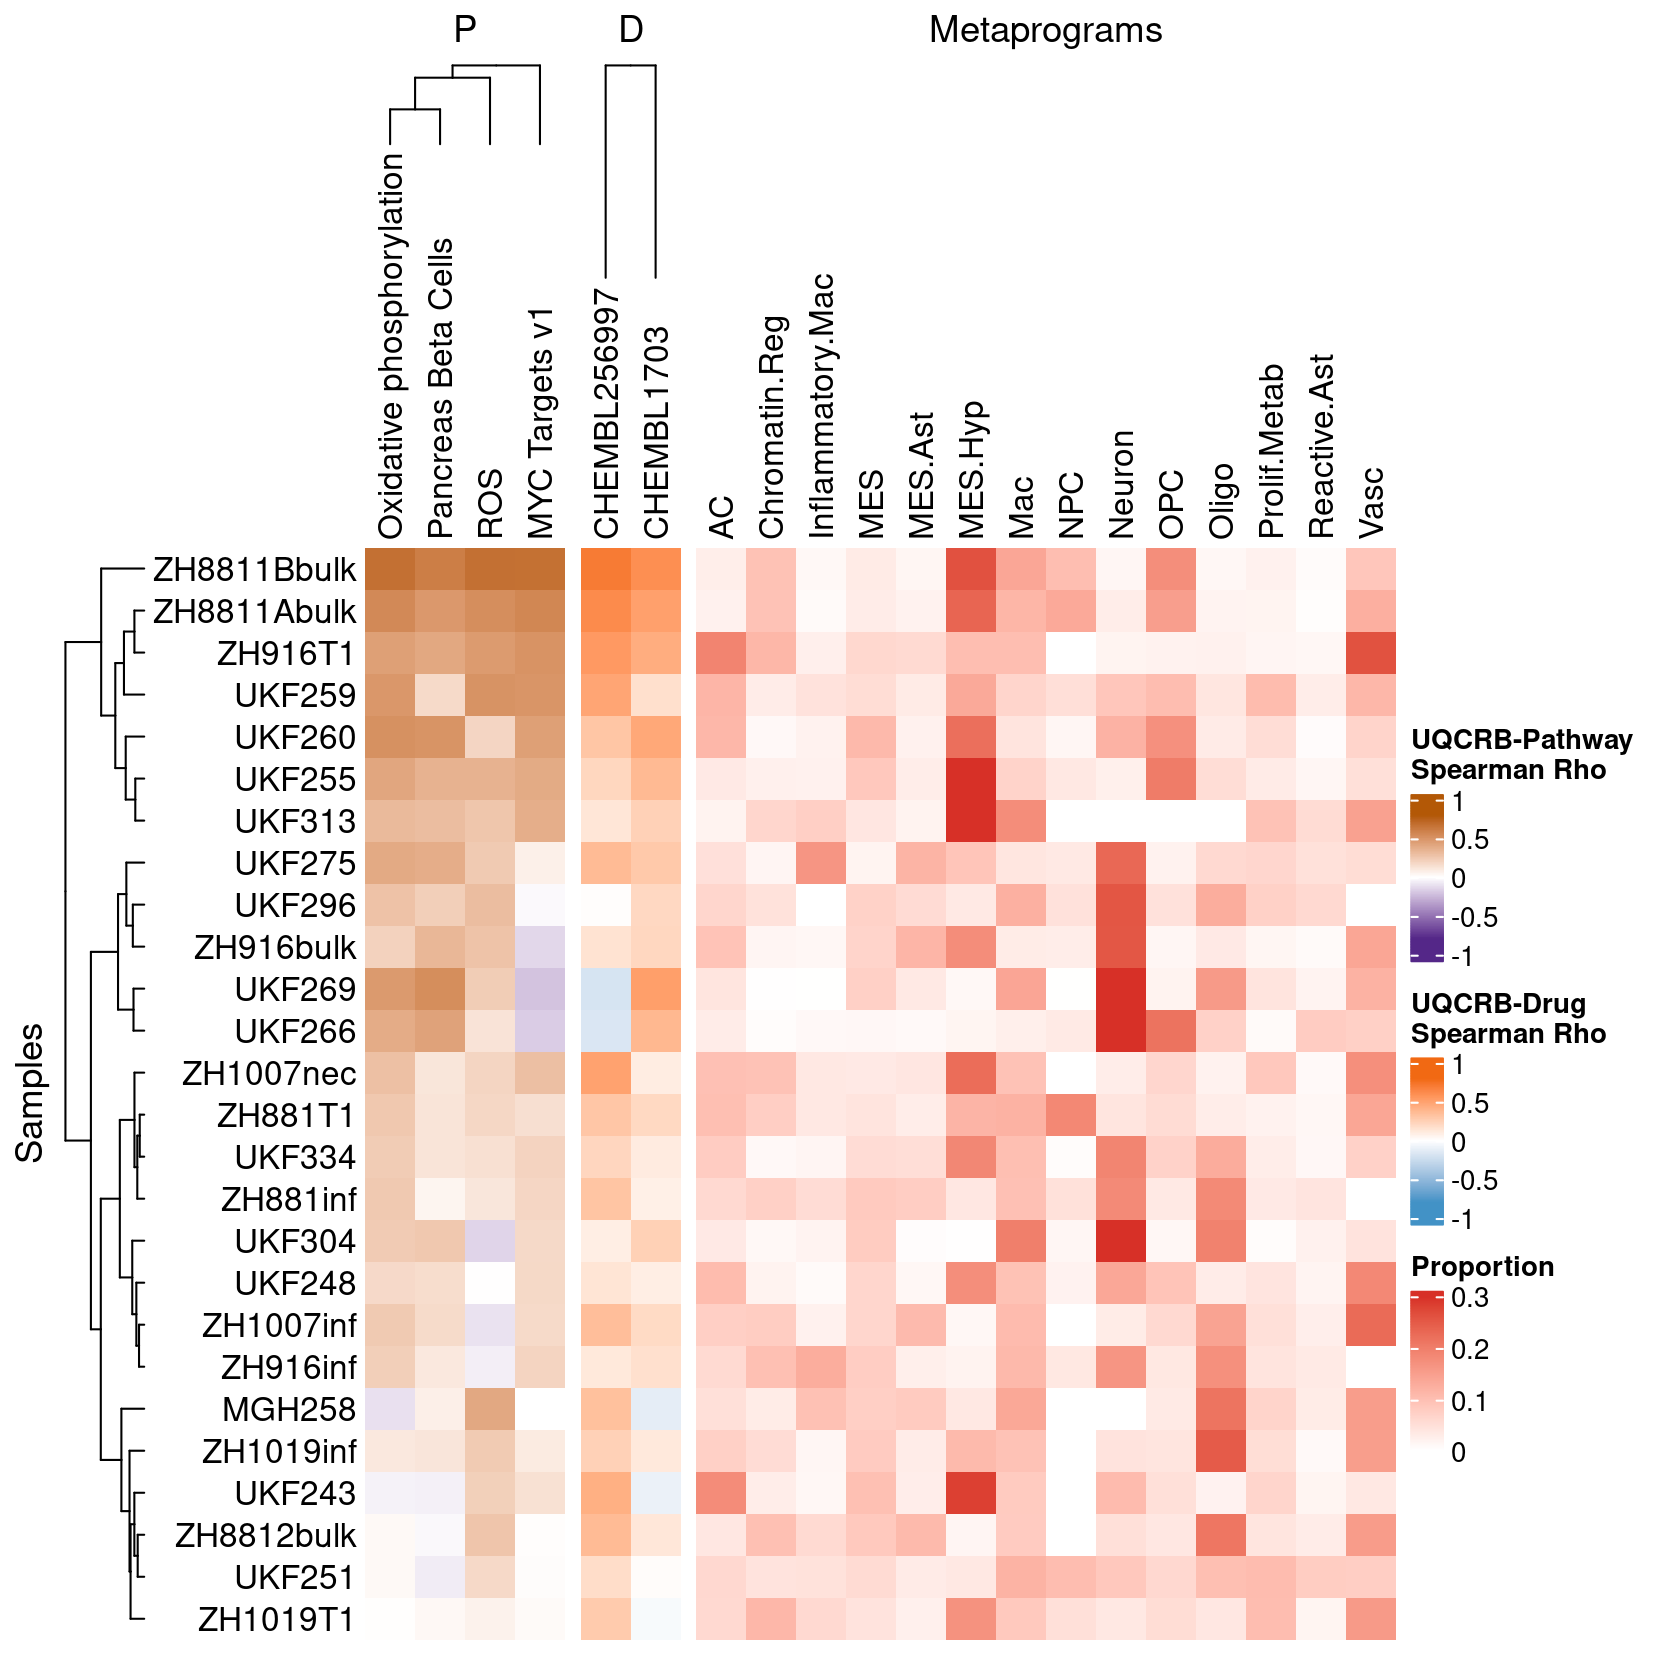 P
D
Metaprograms
Oxidative phosphorylation
Pancreas Beta Cells
ROS
MYC Targets v1
CHEMBL256997
CHEMBL1703
AC
Chromatin.Reg
Inflammatory.Mac
MES
MES.Ast
MES.Hyp
Mac
NPC
Neuron
OPC
Oligo
Prolif.Metab
Reactive.Ast
Vasc
Samples
ZH8811Bbulk
ZH8811Abulk
ZH916T1
UKF259
UKF260
UKF255
UKF313
UKF275
UKF296
ZH916bulk
UKF269
UKF266
ZH1007nec
ZH881T1
UKF334
ZH881inf
UKF304
UKF248
ZH1007inf
ZH916inf
MGH258
ZH1019inf
UKF243
ZH8812bulk
UKF251
ZH1019T1
UQCRB-Pathway
Spearman Rho
1
0.5
0
-0.5
-1
UQCRB-Drug
Spearman Rho
1
0.5
0
-0.5
-1
Proportion
0.3
0.2
0.1
0